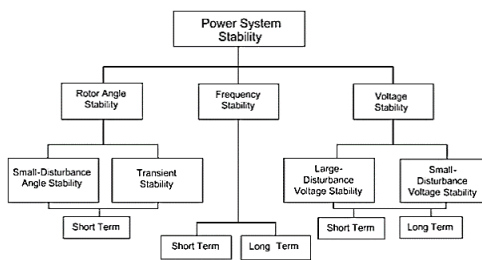 Power System
Stability
Rotor Angle
Stability
Frequency
Stability
Voltage
Stability
Small-Disturbance
Angle Stability
Transient
Stability
Large-
Disturbance
Voltage Stability
Small-
Disturbance
Voltage Stability
Short Term
Short Term
Long Term
Short Term
Long Term